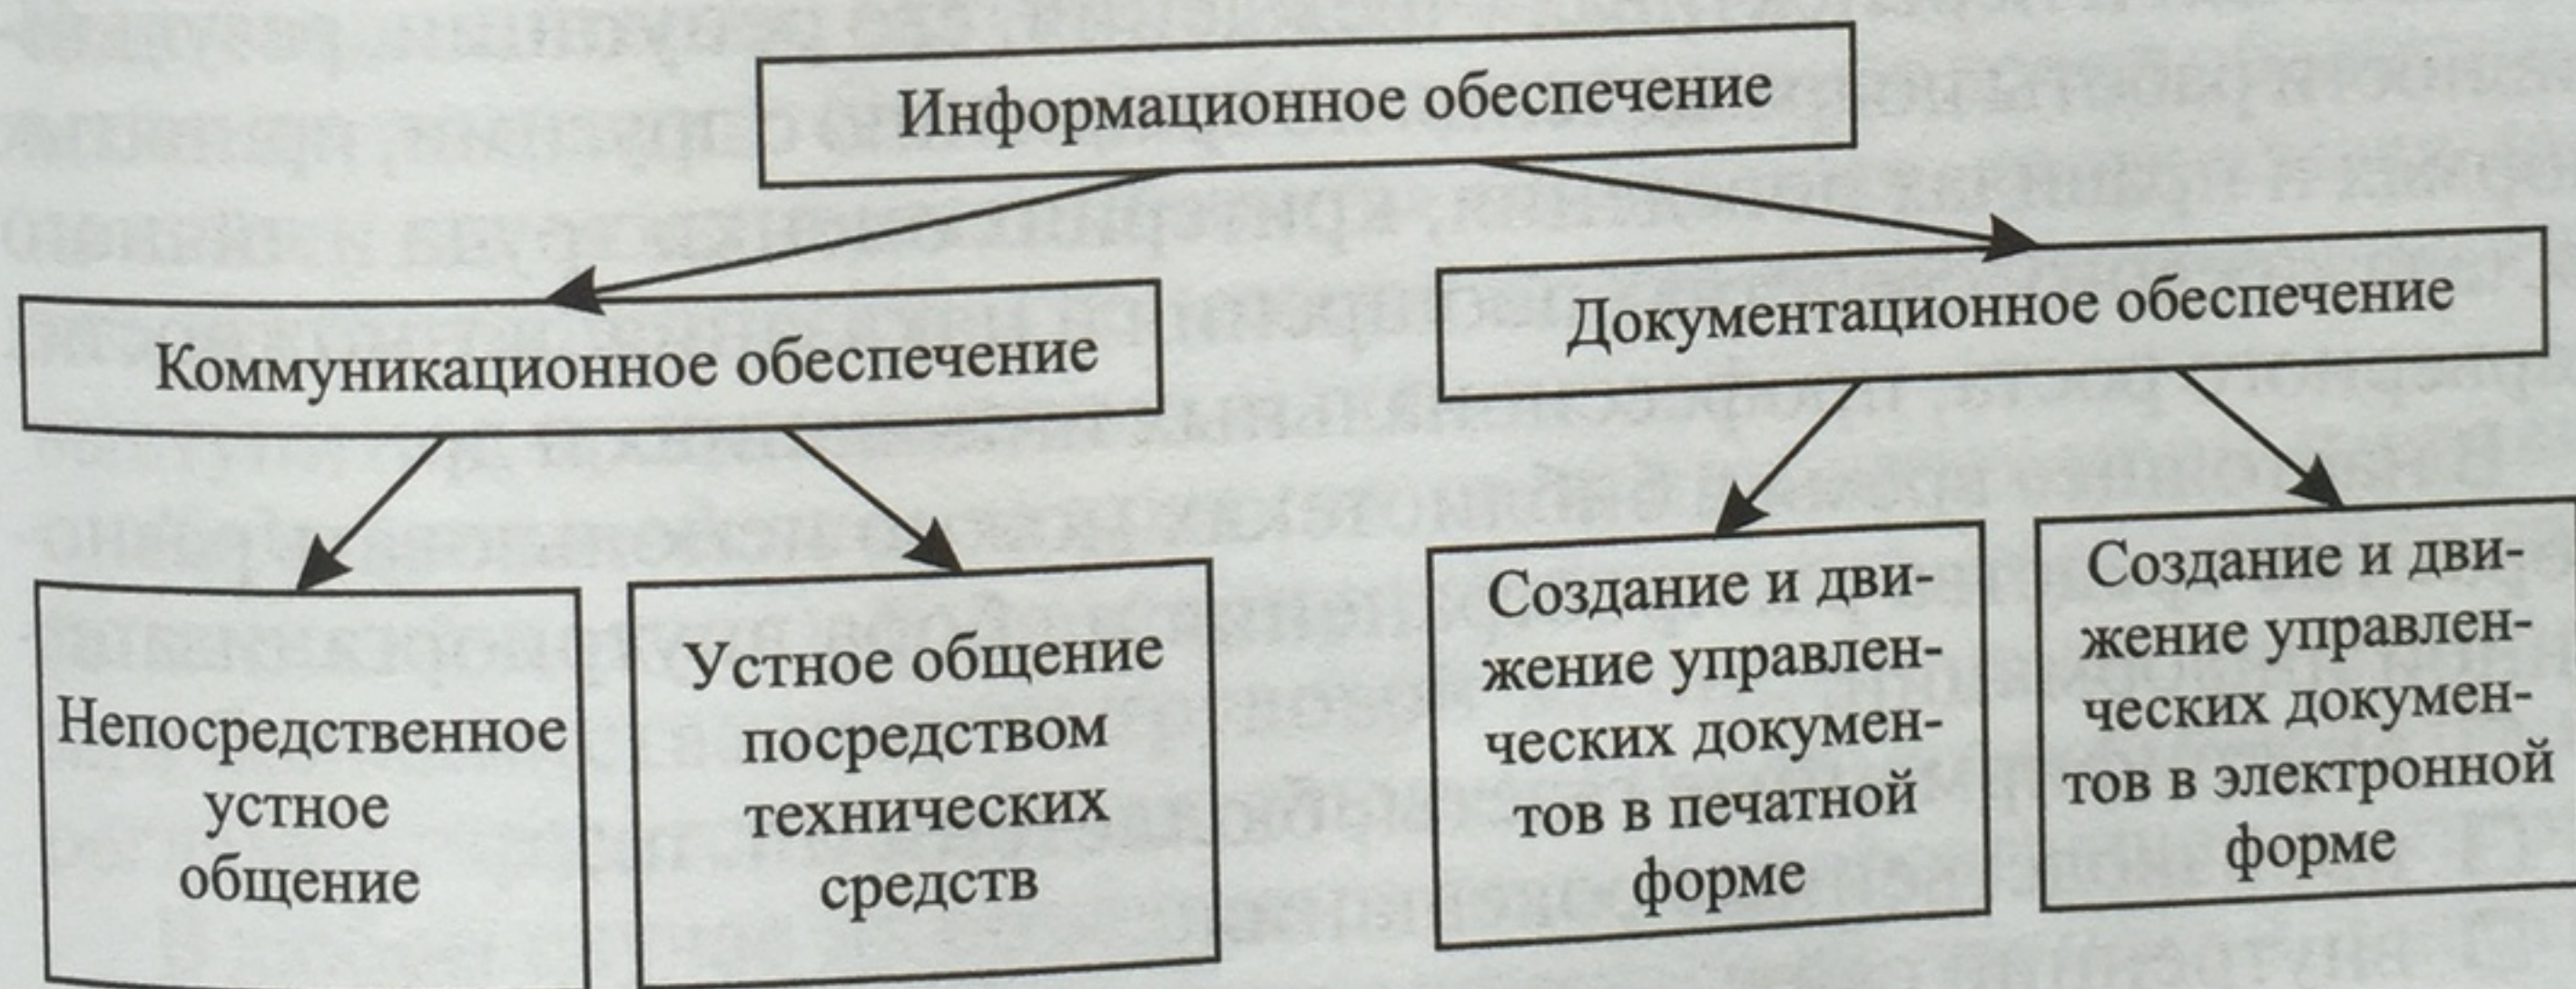 Информационное обеспечение
Коммуникационное обеспечение
Документационное обеспечение
Непосредственное
устное
общение
Устное общение
посредством
технических
средств
Создание и дви-
жение управлен-
ческих докумен-
тов в печатной
форме
Создание и дви-
жение управлен-
ческих докумен-
тов в электронной
форме